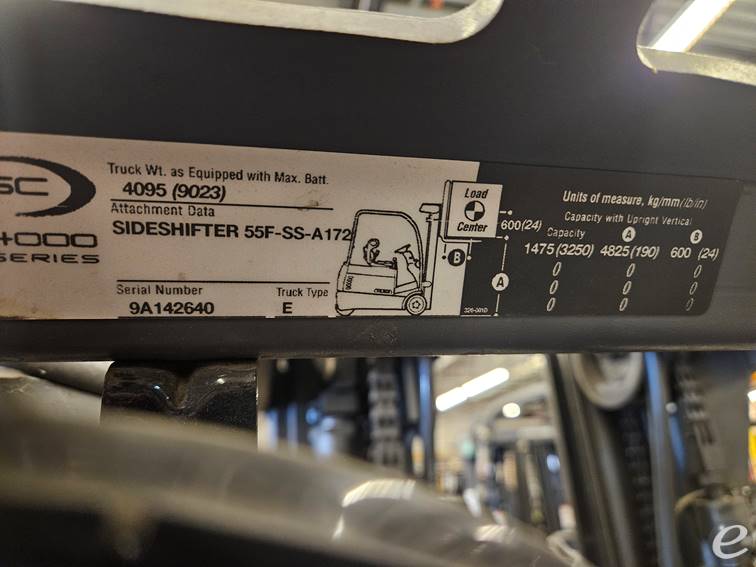 SC
4000
SERIES
Truck Wt. as Equipped with Max. Batt.
4095 (9023)
Attachment Data
SIDESHIFTER 55F-SS-A172
Serial Number
9A142640
Truck Type
E
CROWN
Load
Center
600(24)
B
A
326-001D
Units of measure, kg/mm(lb/in)
Capacity with Upright Vertical
Capacity A B
1475(3250) 4825(190) 600 (24)
0 0 0
0 0 0
0 0 0
e